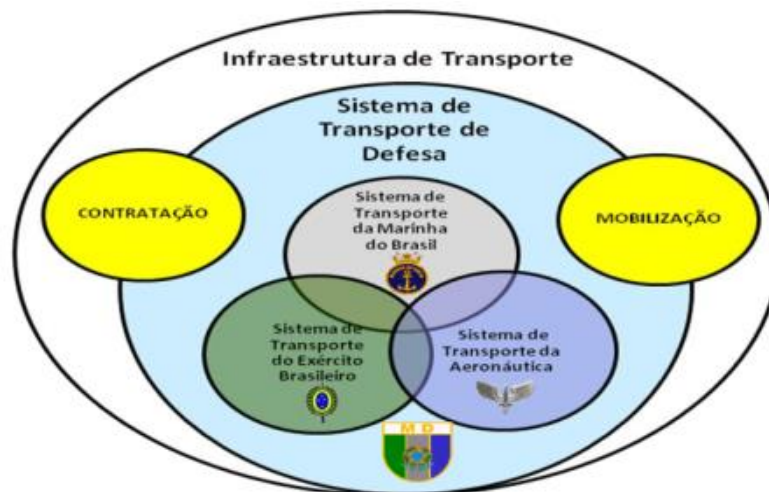 Infraestrutura de Transporte
Sistema de
Transporte de
Defesa
CONTRATAÇÃO
MOBILIZAÇÃO
Sistema de
Transporte
da Marinha
do Brasil
Sistema de
Transporte
do Exército
Brasileiro
Sistema de
Transporte da
Aeronáutica
M D